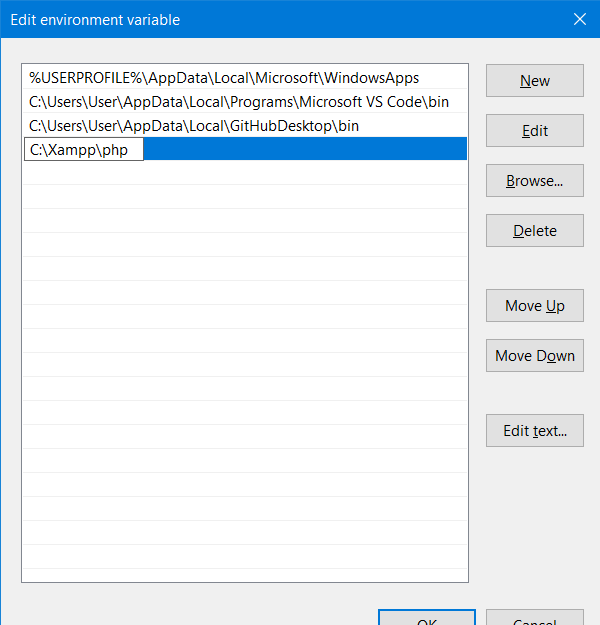 Edit environment variable
%USERPROFILE%\AppData\Local\Microsoft\WindowsApps
C:\Users\User\AppData\Local\Programs\Microsoft VS Code\bin
C:\Users\User\AppData\Local\GitHubDesktop\bin
C:\Xampp\php
New
Edit
Browse...
Delete
Move Up
Move Down
Edit text...
OK
Cancel